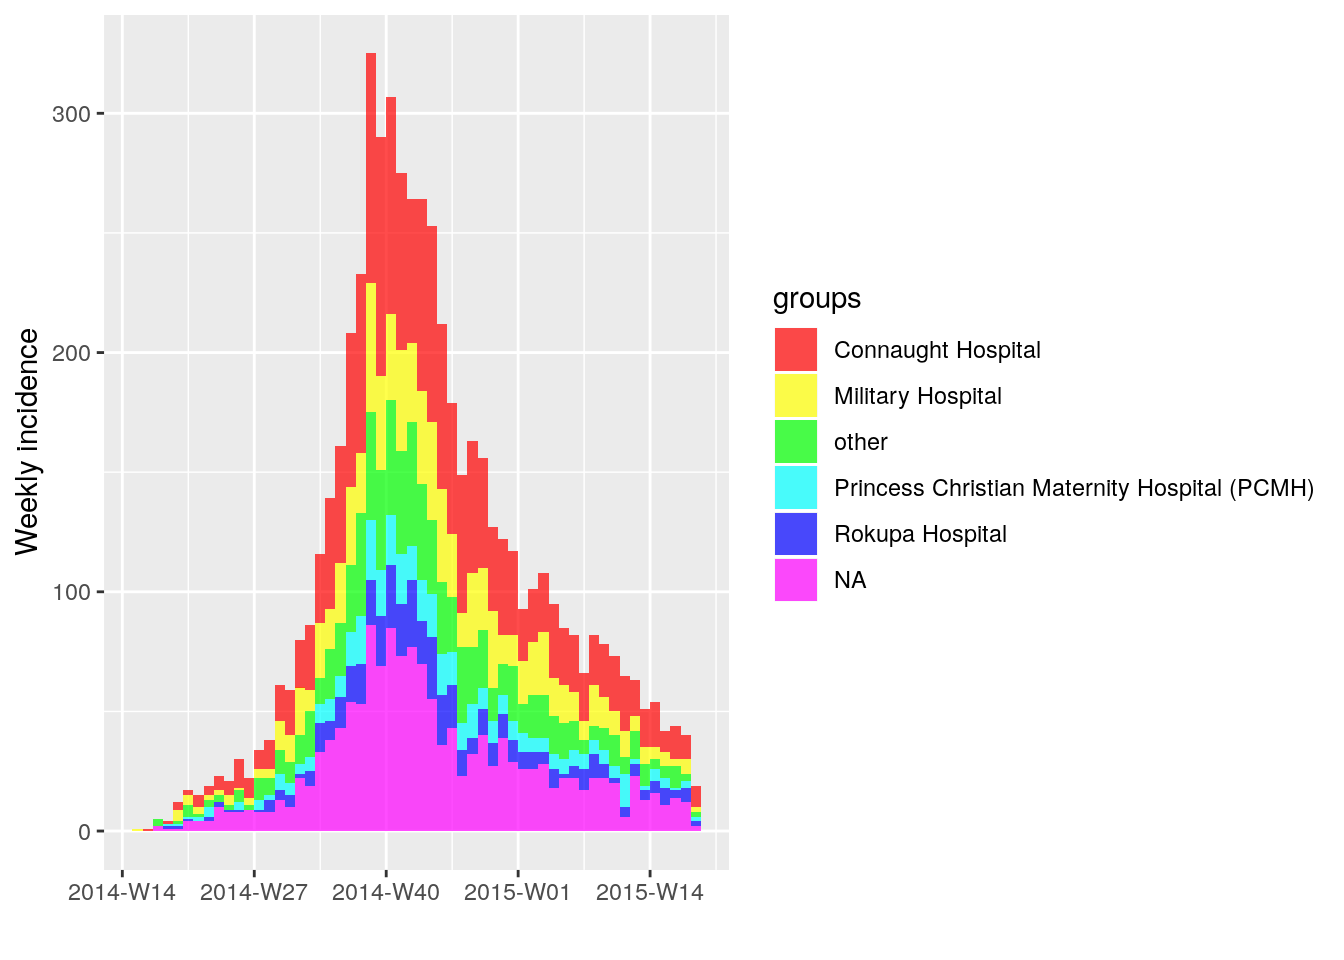 Weekly incidence
300
200
100
0
2014-W14 2014-W27 2014-W40 2015-W01 2015-W14
groups
Connaught Hospital
Military Hospital
other
Princess Christian Maternity Hospital (PCMH)
Rokupa Hospital
NA